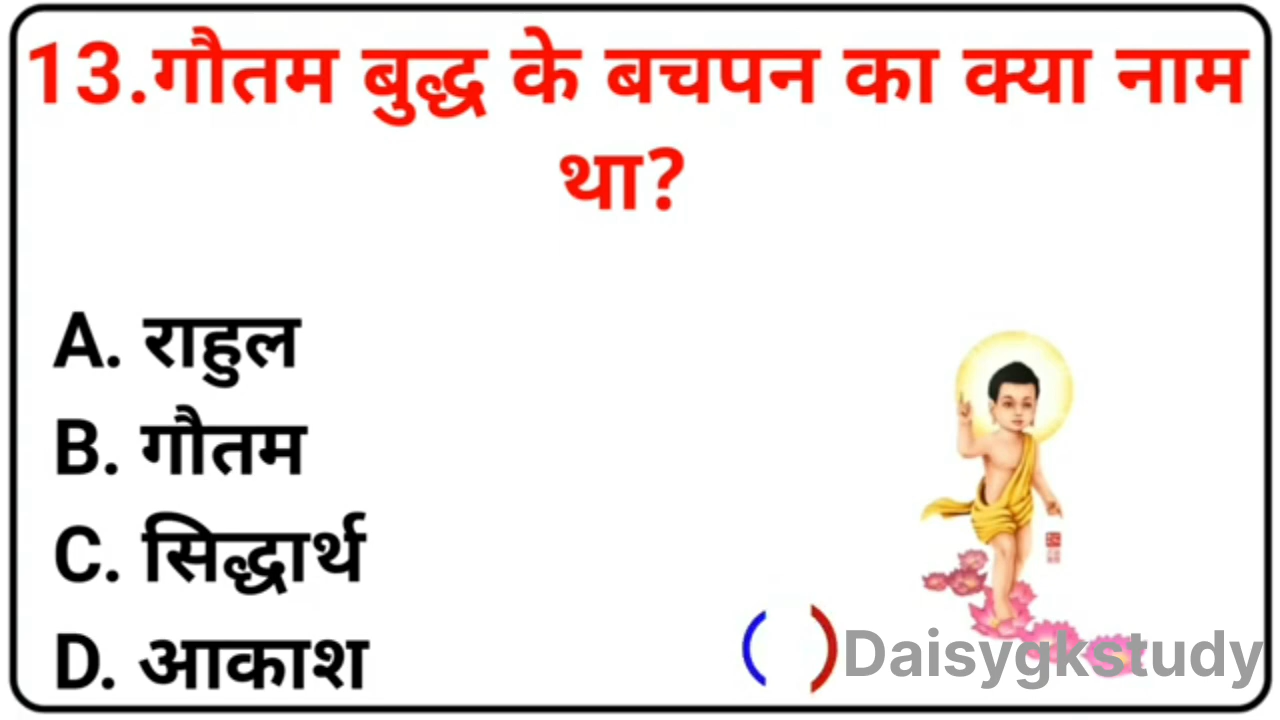 13.गौतम बुद्ध के बचपन का क्या नाम
था?
A. राहुल
B. गौतम
C. सिद्धार्थ
D. आकाश
Daisygkstudy